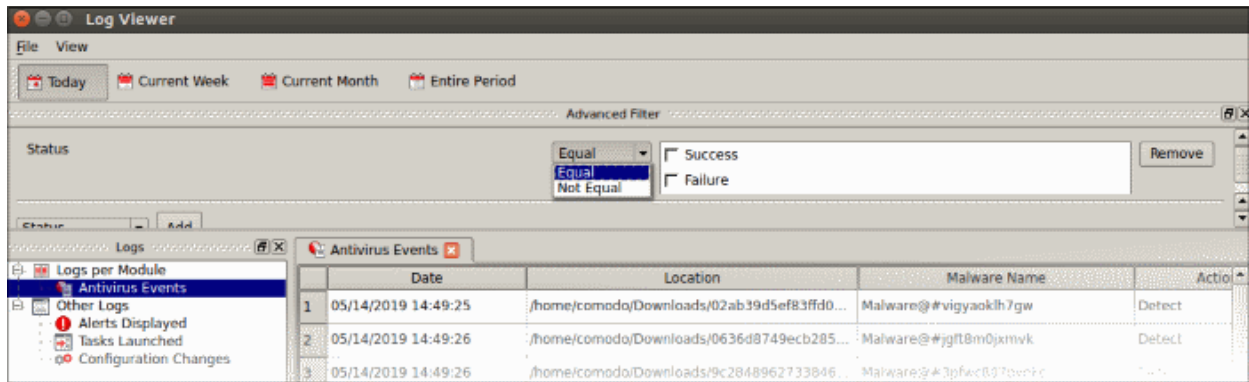 Log Viewer
File View
Today Current Week Current Month Entire Period
Advanced Filter
Status Equal Success Remove
Equal
Not Equal Failure
Status Add
Logs
Logs per Module
Antivirus Events
Other Logs
Alerts Displayed
Tasks Launched
Configuration Changes
Antivirus Events
Date Location Malware Name Actio
1 05/14/2019 14:49:25 /home/comodo/Downloads/02ab39d5ef83ffd0... Malware@#vigyaoklh7gw Detect
2 05/14/2019 14:49:26 /home/comodo/Downloads/0636d8749ecb285... Malware@#jgft8m0jxmvk Detect
3 05/14/2019 14:49:26 /home/comodo/Downloads/9c2848962733846...